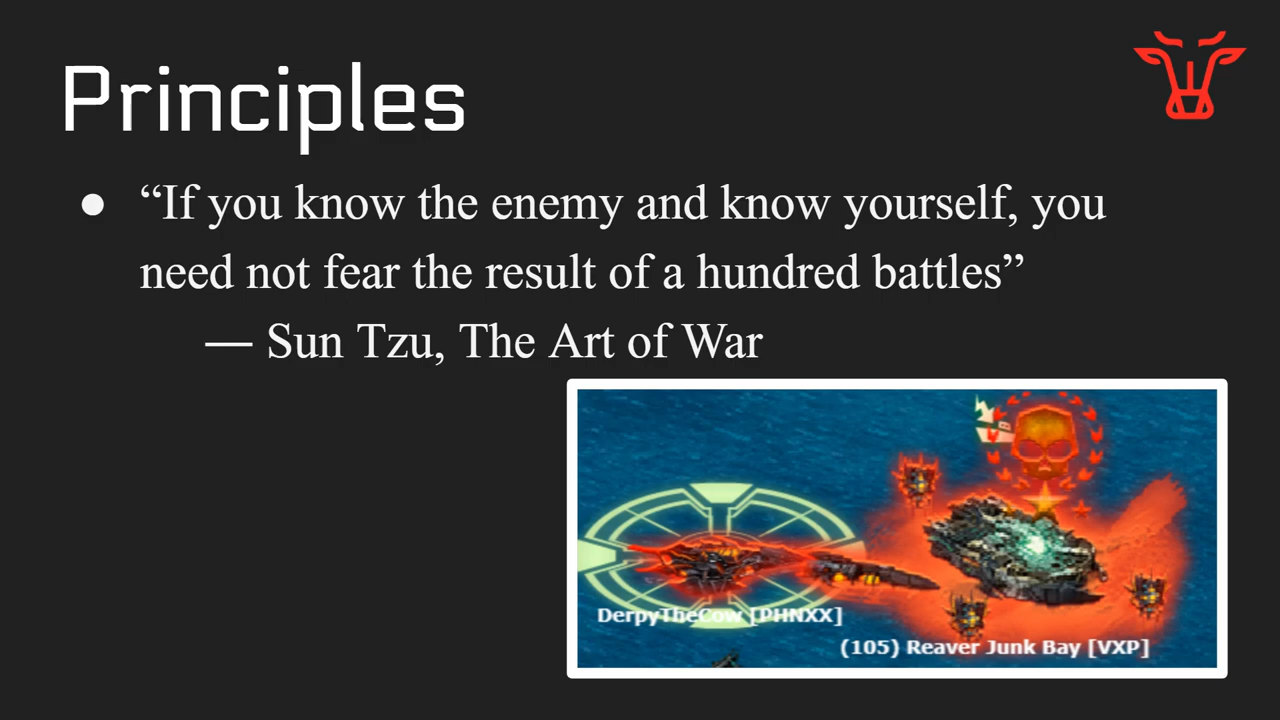 Principles
● “If you know the enemy and know yourself, you
need not fear the result of a hundred battles”
— Sun Tzu, The Art of War
DerpyTheCow [PHNXX]
(105) Reaver Junk Bay [VXP]